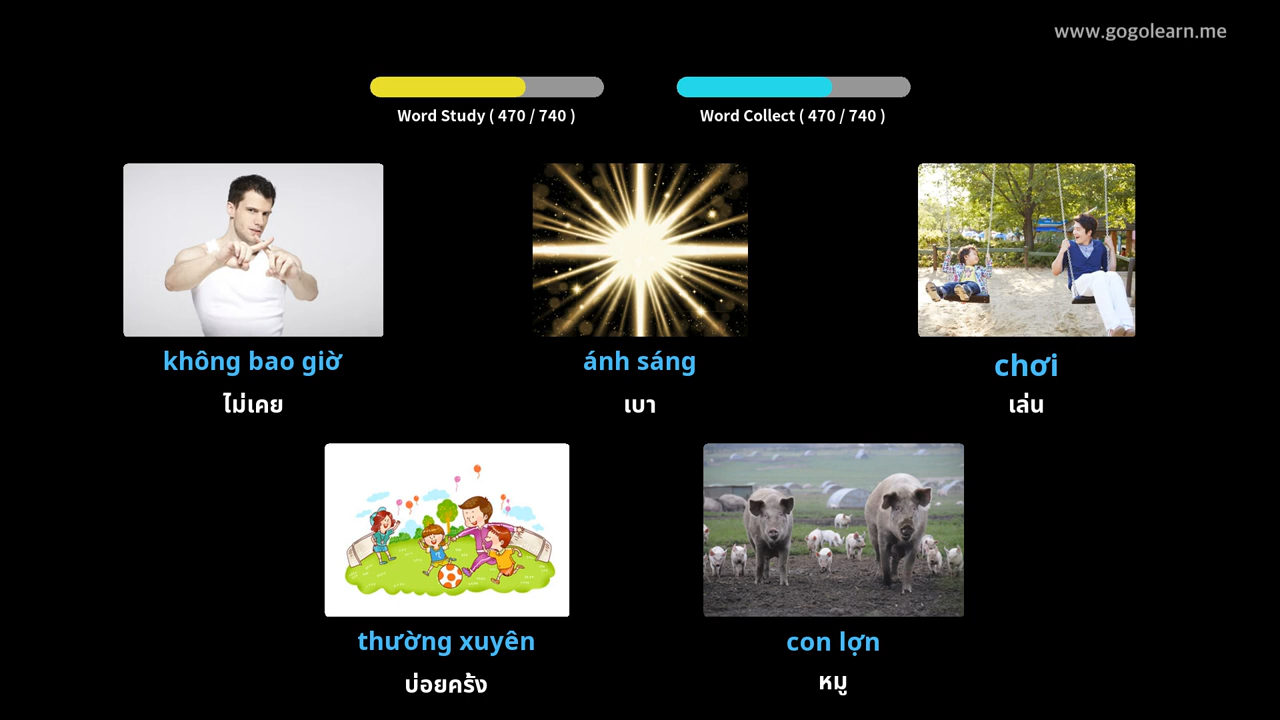 www.gogolearn.me
Word Study ( 470 / 740 )
Word Collect ( 470 / 740 )
không bao giờ
ánh sáng
chơi
ไม่เคย
เบา
เล่น
thường xuyên
con lợn
บ่อยครั้ง
หมู